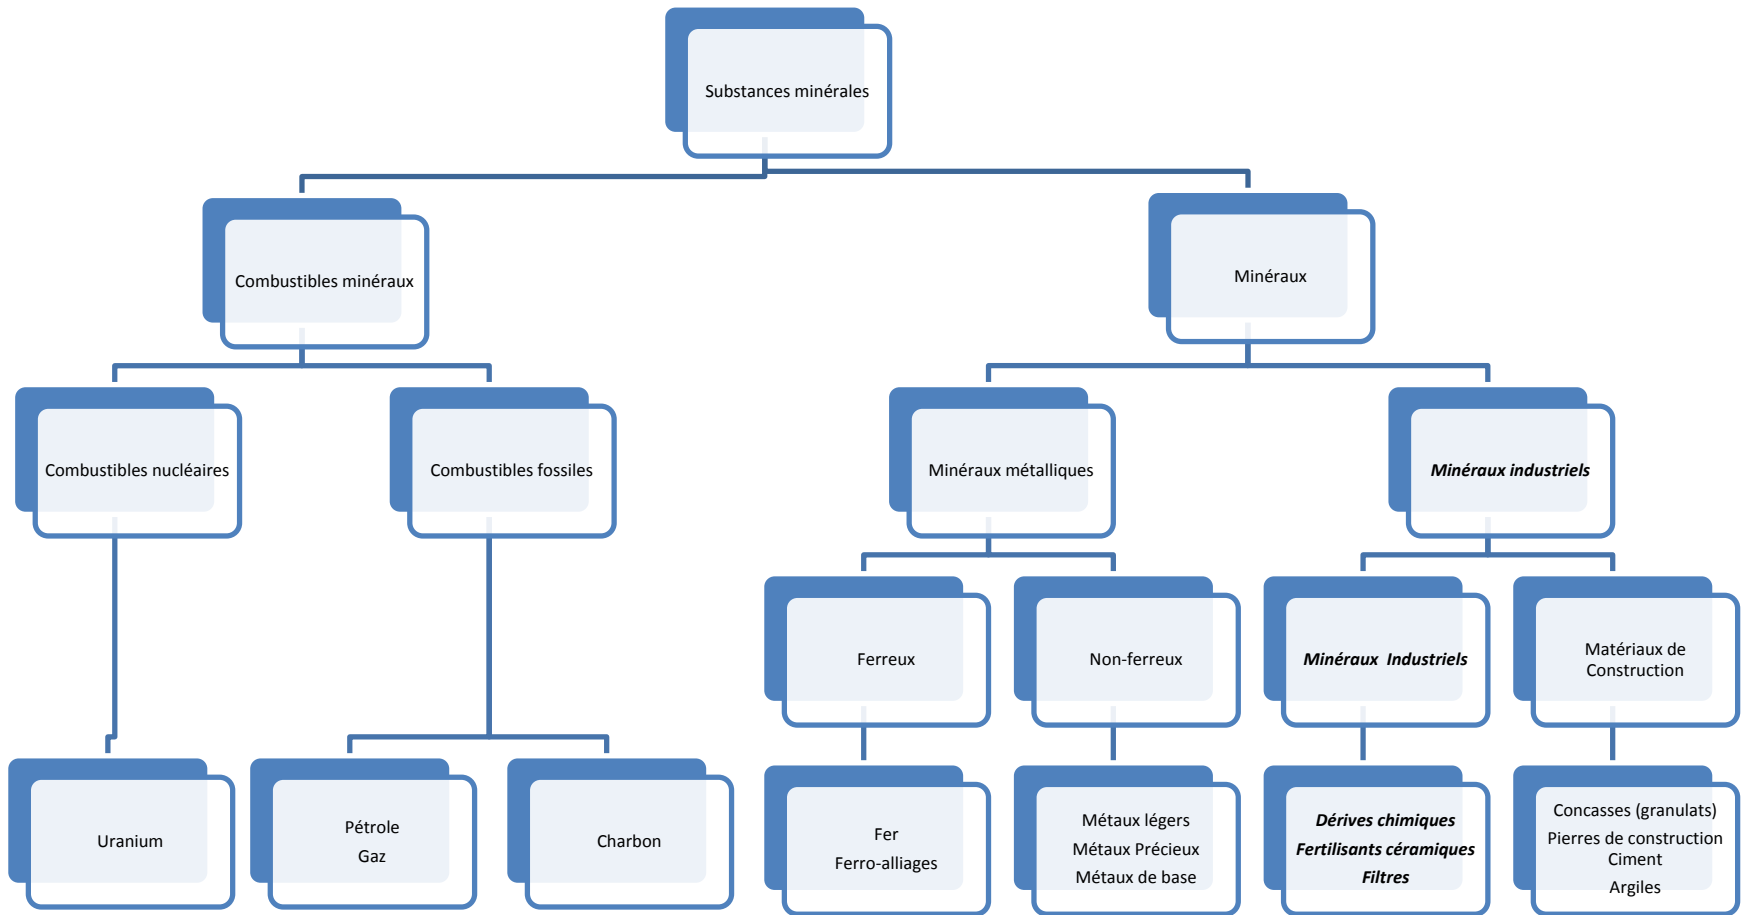 Substances minérales
Combustibles minéraux
Minéraux
Combustibles nucléaires
Combustibles fossiles
Minéraux métalliques
Minéraux industriels
Ferreux
Non-ferreux
Minéraux Industriels
Matériaux de
Construction
Uranium
Pétrole
Gaz
Charbon
Fer
Ferro-alliages
Métaux légers
Métaux Précieux
Métaux de base
Dérives chimiques
Fertilisants céramiques
Filtres
Concasses (granulats)
Pierres de construction
Ciment
Argiles